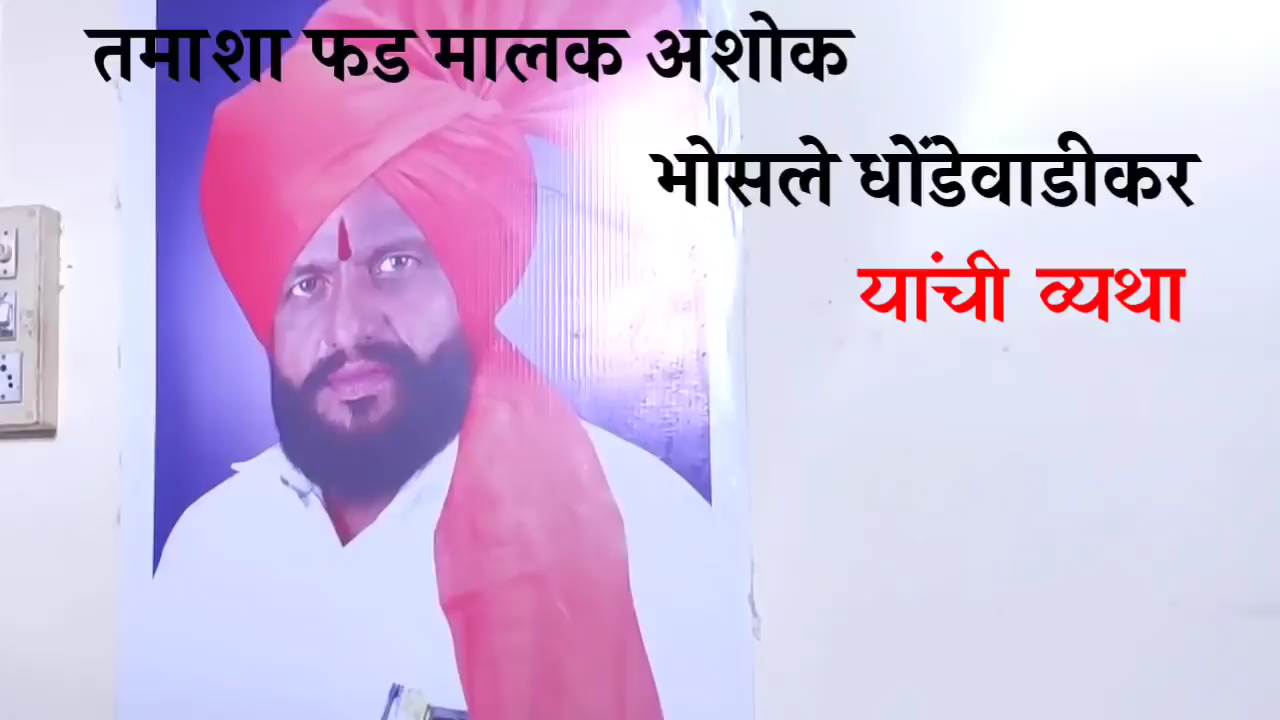 तमाशा फड मालक अशोक
भोसले धोंडेवाडीकर
यांची व्यथा